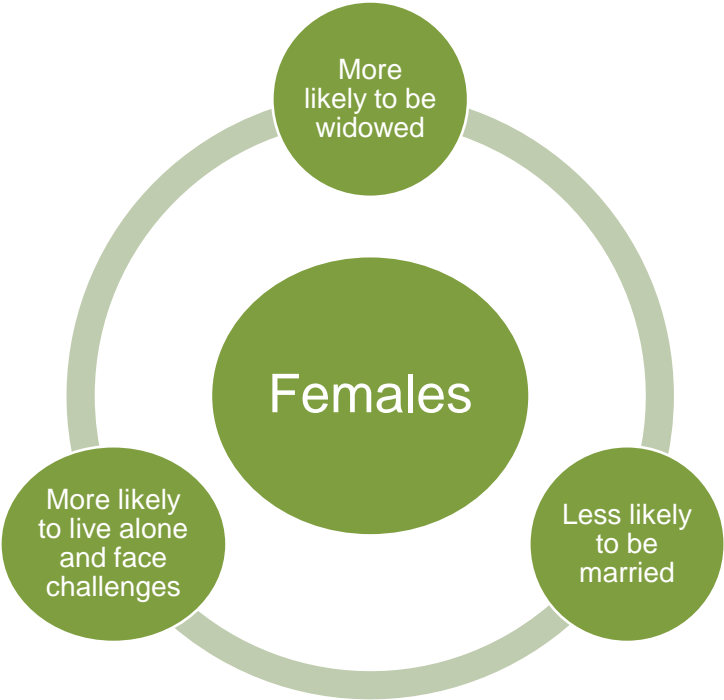 More
likely to be
widowed
Females
More likely
to live alone
and face
challenges
Less likely
to be
married